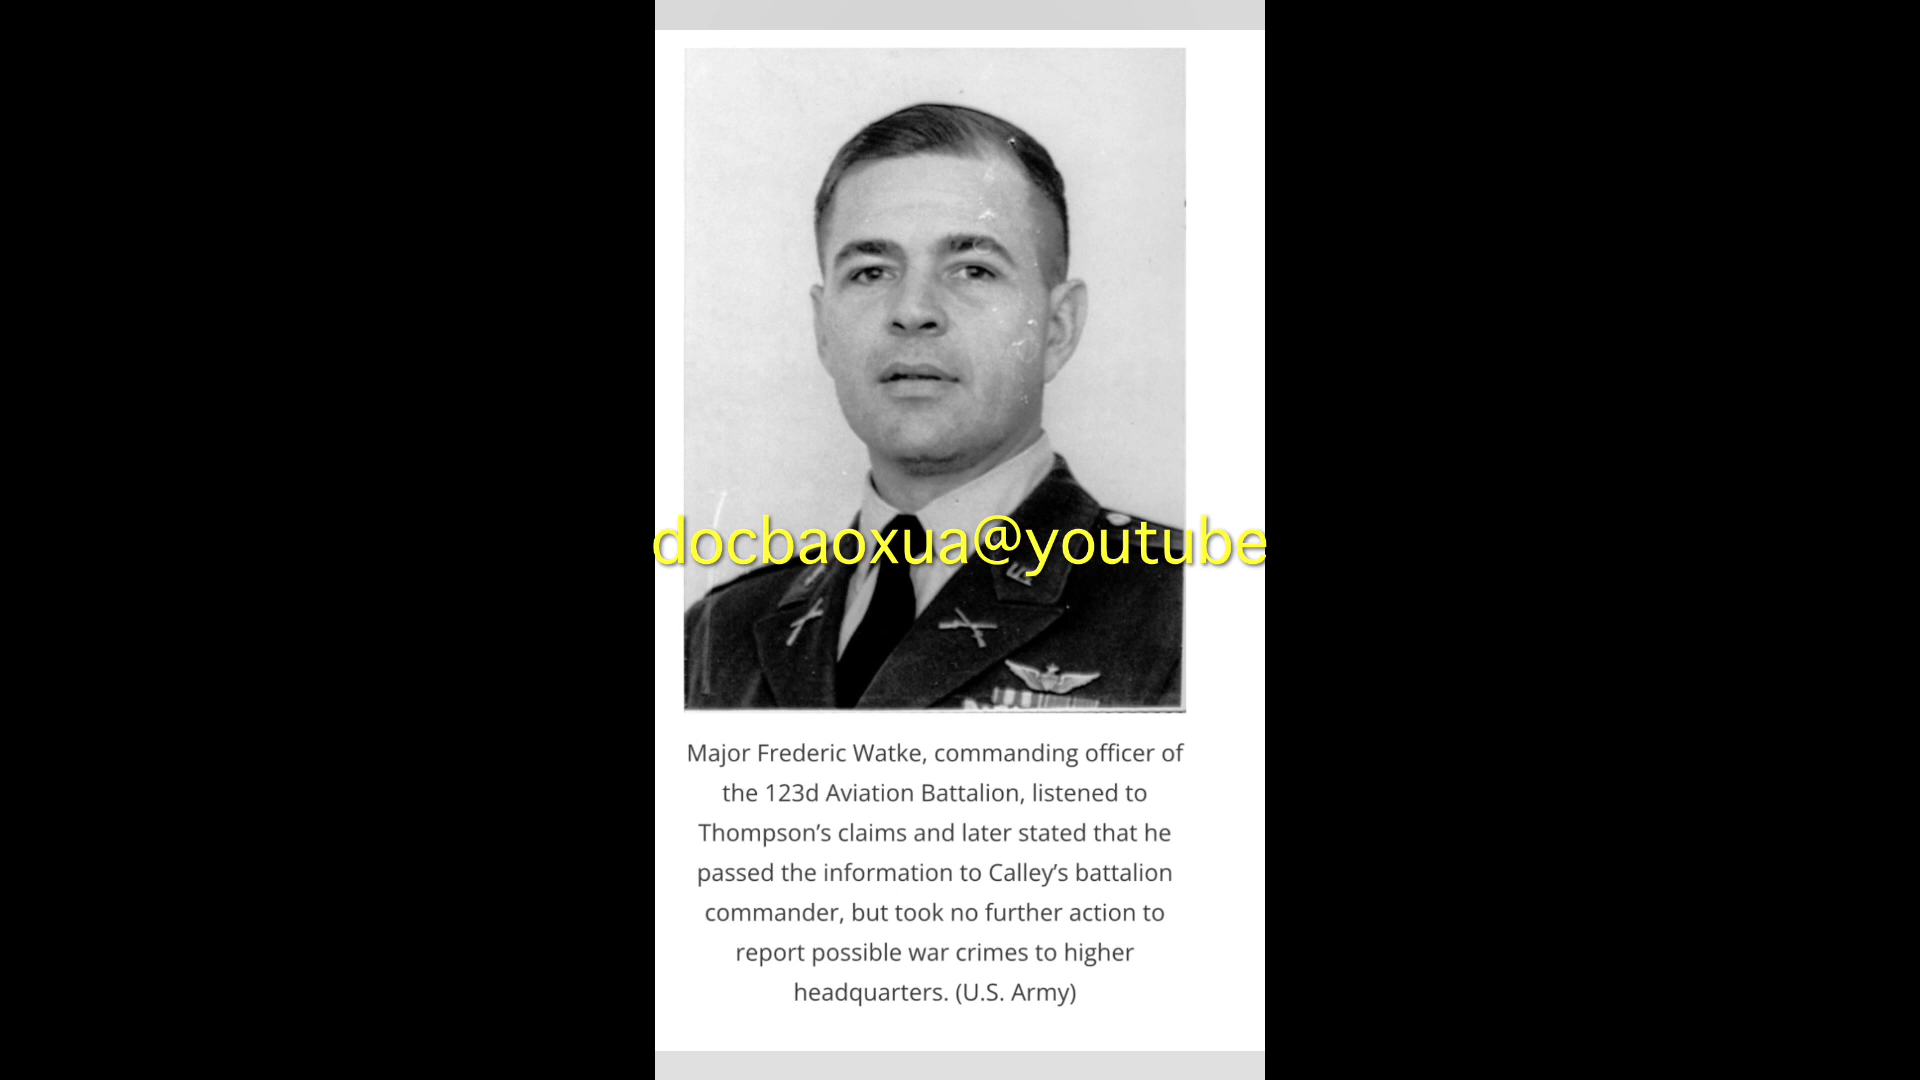 docbaoxua@youtube
Major Frederic Watke, commanding officer of
the 123d Aviation Battalion, listened to
Thompson’s claims and later stated that he
passed the information to Calley’s battalion
commander, but took no further action to
report possible war crimes to higher
headquarters. (U.S. Army)